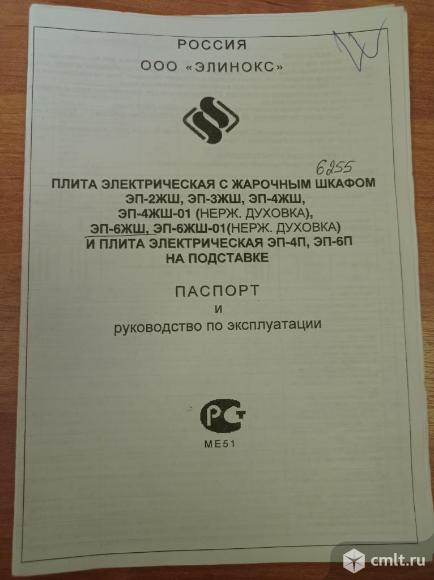 РОССИЯ
ООО «ЭЛИНОКС»
6255
ПЛИТА ЭЛЕКТРИЧЕСКАЯ С ЖАРОЧНЫМ ШКАФОМ
ЭП-2ЖШ, ЭП-3ЖШ, ЭП-4ЖШ,
ЭП-4ЖШ-01 (НЕРЖ. ДУХОВКА),
ЭП-6ЖШ, ЭП-6ЖШ-01(НЕРЖ. ДУХОВКА)
И ПЛИТА ЭЛЕКТРИЧЕСКАЯ ЭП-4П, ЭП-6П
НА ПОДСТАВКЕ
ПАСПОРТ
и
руководство по эксплуатации
РСТ
МЕ51
cmlt.ru